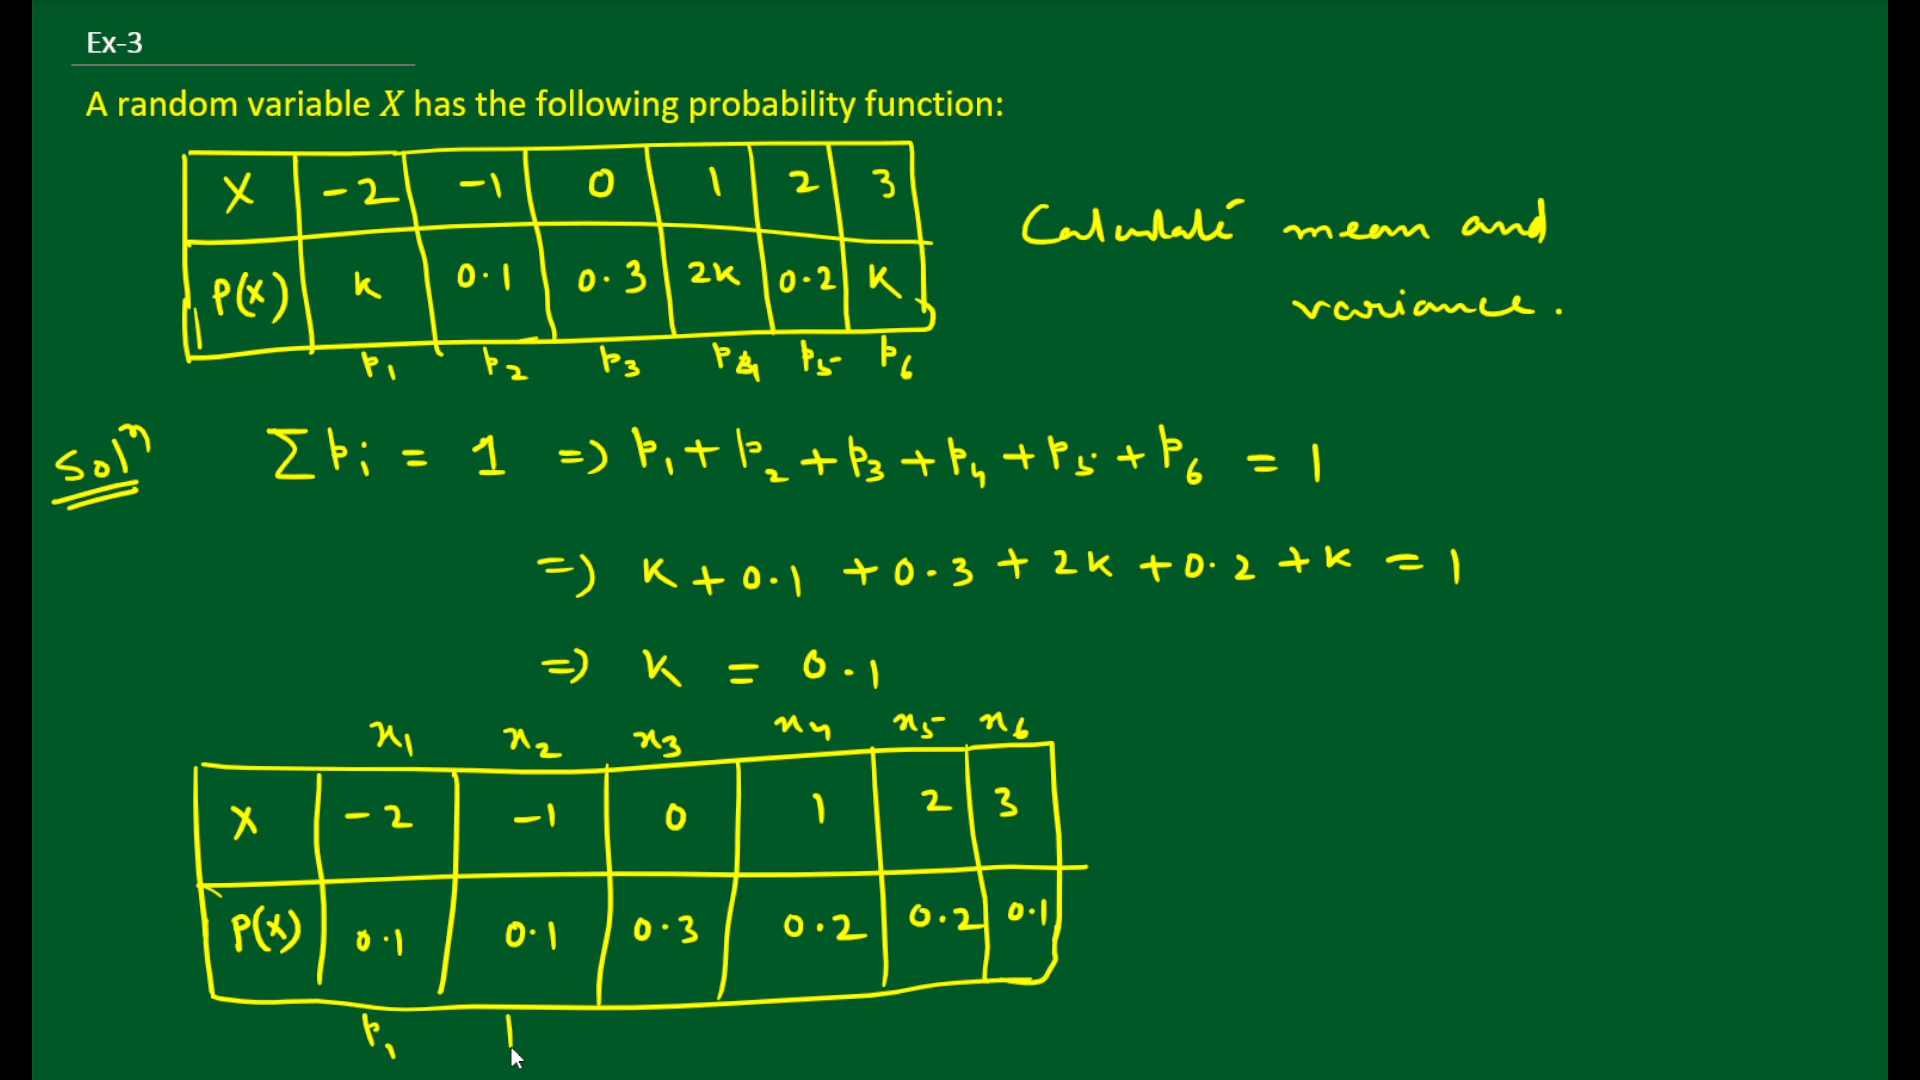 Ex-3
A random variable X has the following probability function:
X -2 -1 0 1 2 3
P(X) k 0.1 0.3 2k 0.2 k
p1 p2 p3 p4 p5 p6
Calculate mean and
variance.
Solⁿ
∑ pi = 1 => p1 + p2 + p3 + p4 + p5 + p6 = 1
=> k + 0.1 + 0.3 + 2k + 0.2 + k = 1
=> k = 0.1
x1 x2 x3 x4 x5 x6
X -2 -1 0 1 2 3
P(X) 0.1 0.1 0.3 0.2 0.2 0.1
p1